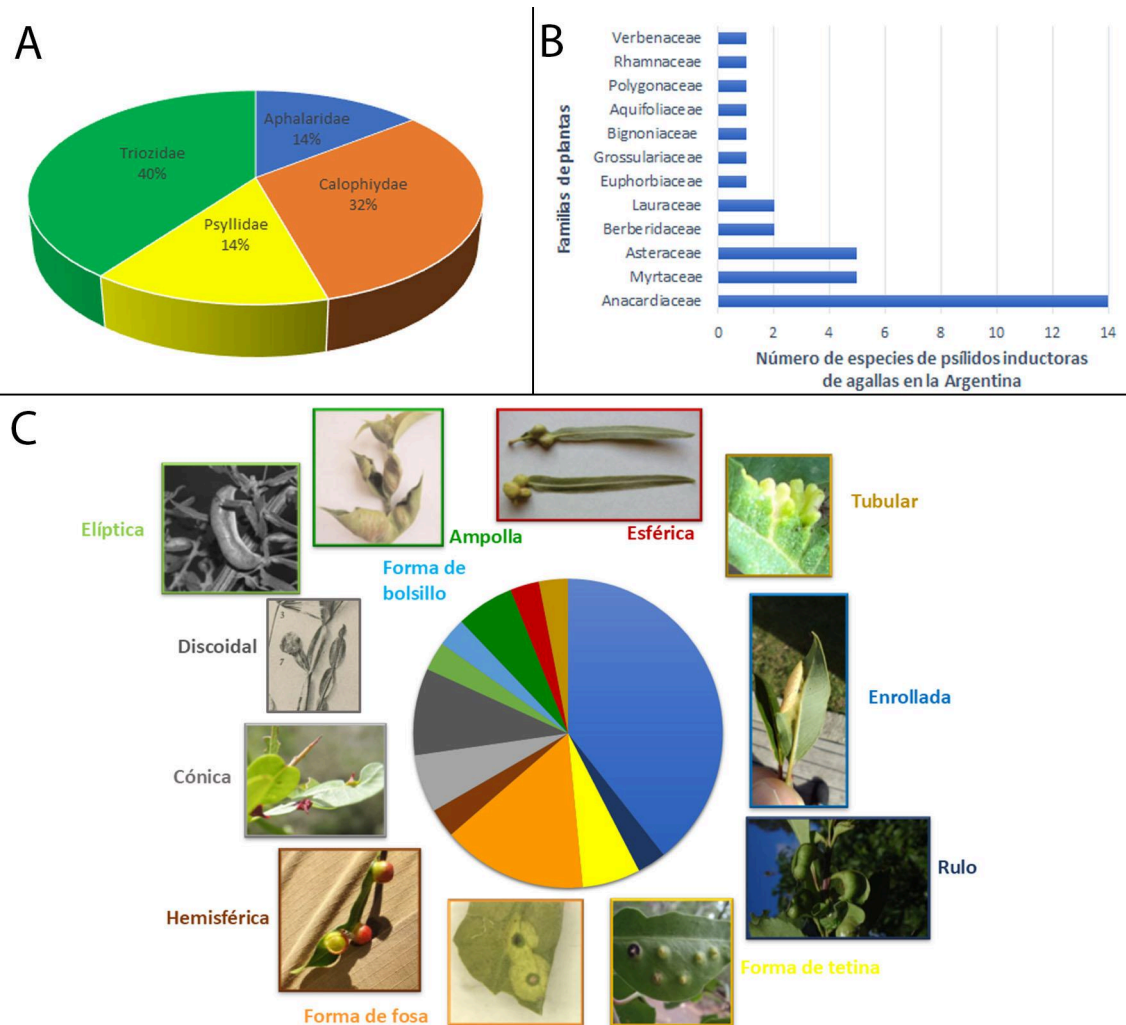 A
Aphalaridae
14%
Triozidae
40%
Calophiydae
32%
Psyllidae
14%
B
Familias de plantas
Verbenaceae
Rhamnaceae
Polygonaceae
Aquifoliaceae
Bignoniaceae
Grossulariaceae
Euphorbiaceae
Lauraceae
Berberidaceae
Asteraceae
Myrtaceae
Anacardiaceae
0 2 4 6 8 10 12 14
Número de especies de psílidos inductoras
de agallas en la Argentina
C
Elíptica
Ampolla
Esférica
Tubular
Forma de
bolsillo
Discoidal
3
7
Enrollada
Cónica
Rulo
Hemisférica
Forma de tetina
Forma de fosa